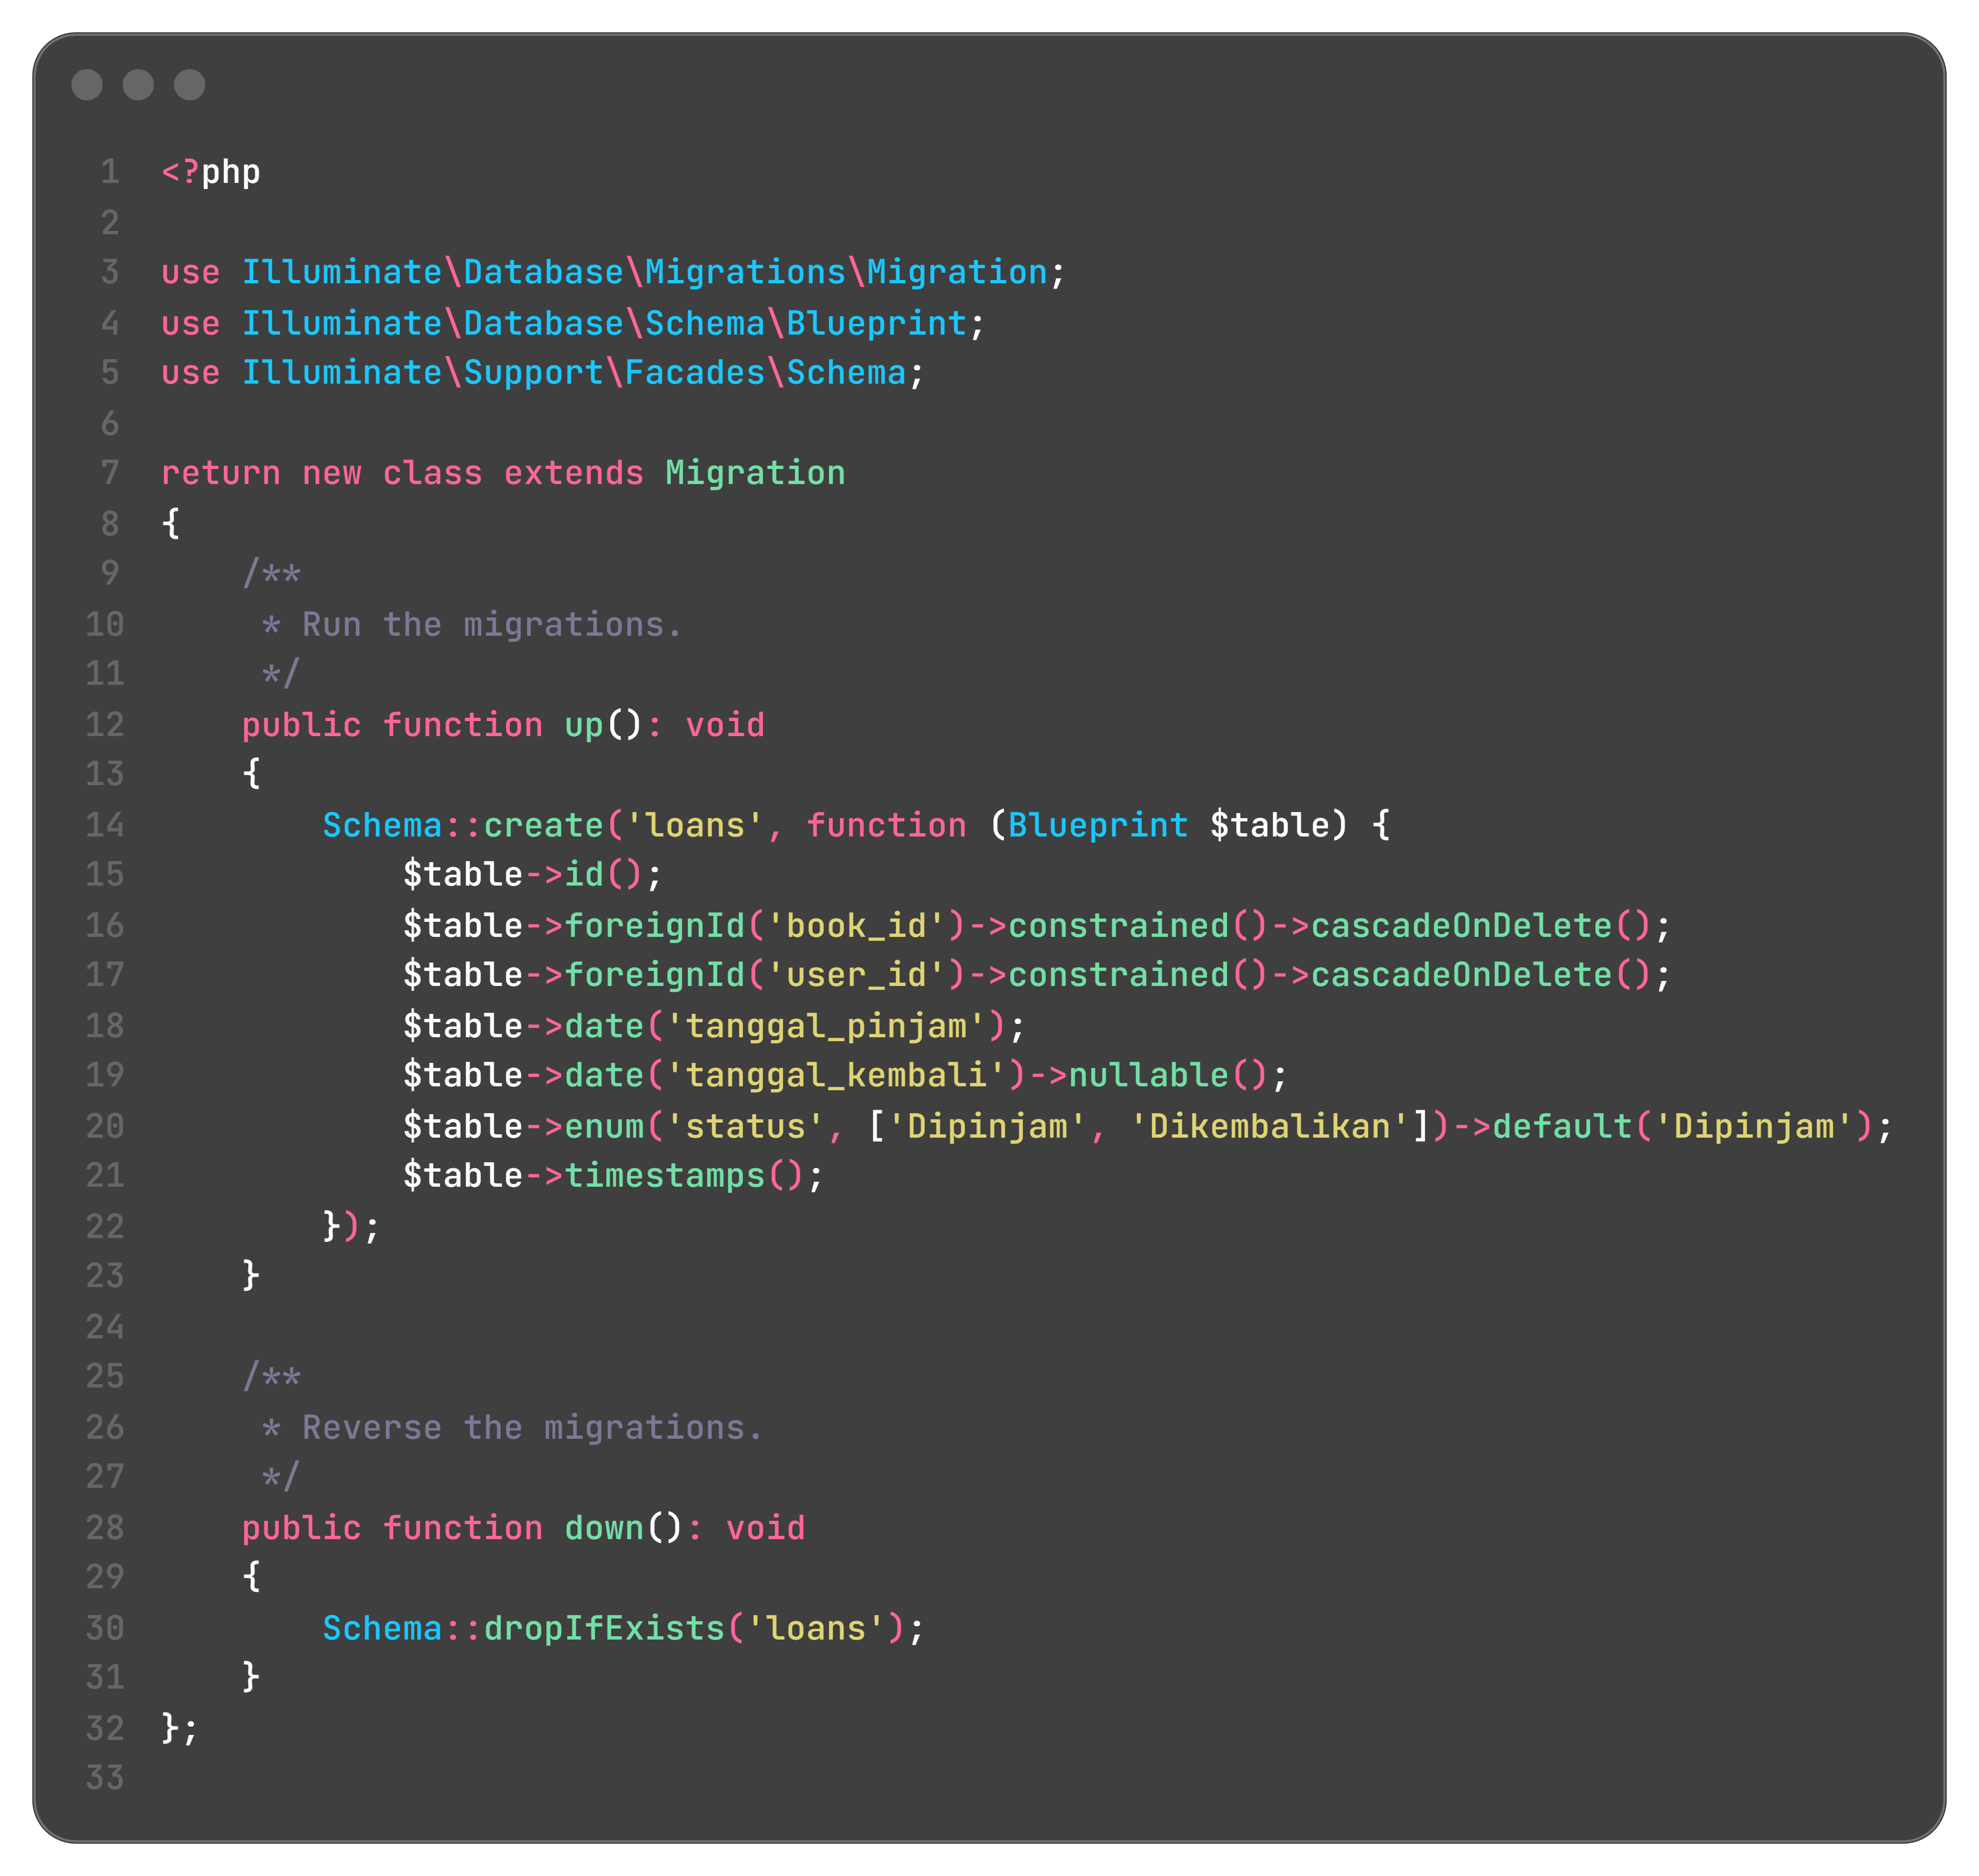 1 <?php
2
3 use Illuminate\Database\Migrations\Migration;
4 use Illuminate\Database\Schema\Blueprint;
5 use Illuminate\Support\Facades\Schema;
6
7 return new class extends Migration
8 {
9     /**
10      * Run the migrations.
11      */
12     public function up(): void
13     {
14         Schema::create('loans', function (Blueprint $table) {
15             $table->id();
16             $table->foreignId('book_id')->constrained()->cascadeOnDelete();
17             $table->foreignId('user_id')->constrained()->cascadeOnDelete();
18             $table->date('tanggal_pinjam');
19             $table->date('tanggal_kembali')->nullable();
20             $table->enum('status', ['Dipinjam', 'Dikembalikan'])->default('Dipinjam');
21             $table->timestamps();
22         });
23     }
24
25     /**
26      * Reverse the migrations.
27      */
28     public function down(): void
29     {
30         Schema::dropIfExists('loans');
31     }
32 };
33